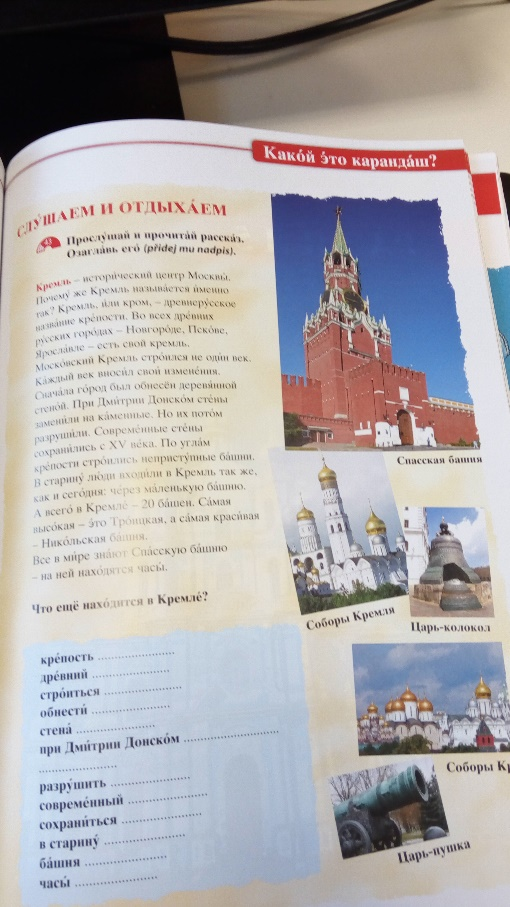 Како́й э́то каранда́ш?
СЛУ́ШАЕМ И ОТДЫХА́ЕМ
Прослу́шай и прочита́й расска́з.
Озагла́вь его́ (přidej mu nadpis).
Кремль – истори́ческий центр Москвы́.
Почему́ же Кремль называ́ется и́менно
так? Кремль, и́ли кром, – древнеру́сское
назва́ние кре́пости. Во всех дре́вних
ру́сских города́х – Но́вгороде, Пско́ве,
Яросла́вле – есть свой кремль.
Моско́вский Кремль стро́ился не оди́н век.
Ка́ждый век вноси́л свои́ измене́ния.
Снача́ла го́род был обнесён деревя́нной
стено́й. При Дми́трии Донско́м сте́ны
замени́ли на ка́менные. Но их пото́м
разру́шили. Совреме́нные сте́ны
сохрани́лись с XV ве́ка. По угла́м
кре́пости стро́ились непристу́пные ба́шни.
В старину́ лю́ди входи́ли в Кремль так же,
как и сего́дня: че́рез ма́ленькую ба́шню.
А всего́ в Кремле́ – 20 ба́шен. Са́мая
высо́кая – э́то Тро́ицкая, а са́мая краси́вая
– Нико́льская ба́шня.
Все в ми́ре зна́ют Спа́сскую ба́шню
– на ней нахо́дятся часы́.
Что ещё нахо́дится в Кремле́?
Спасская башня
Соборы Кремля
Царь-колокол
Соборы
Царь-пушка
кре́пость ........................
дре́вний ........................
стро́иться ........................
обнести́ ........................
стена́ ........................
при Дми́трии Донско́м ........................
........................
разру́шить ........................
совреме́нный ........................
сохрани́ться ........................
в старину́ ........................
ба́шня ........................
часы́ ........................